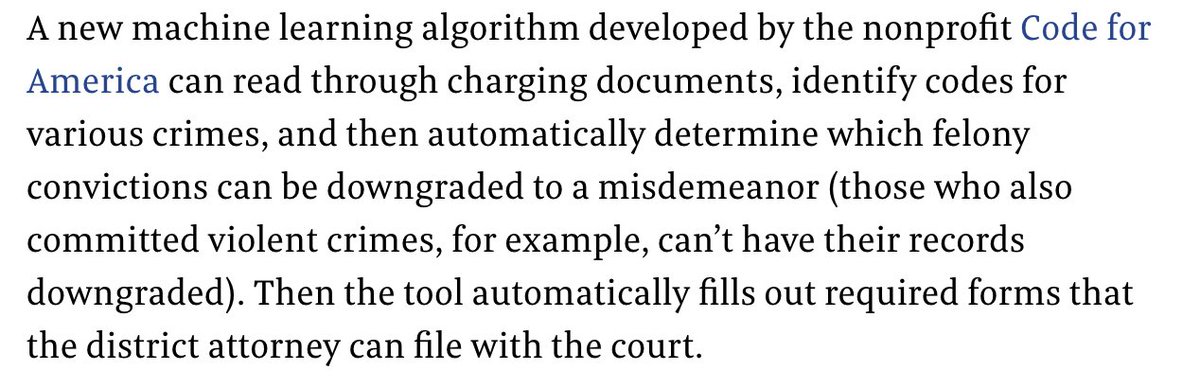 A new machine learning algorithm developed by the nonprofit Code for
America can read through charging documents, identify codes for
various crimes, and then automatically determine which felony
convictions can be downgraded to a misdemeanor (those who also
committed violent crimes, for example, can’t have their records
downgraded). Then the tool automatically fills out required forms that
the district attorney can file with the court.